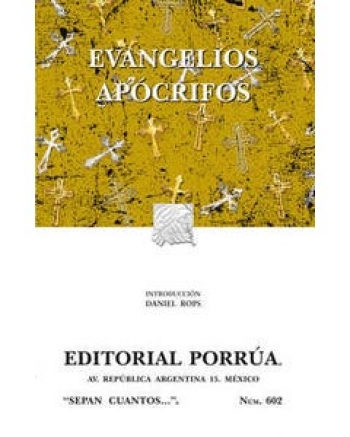 EVANGELIOS
APÓCRIFOS
INTRODUCCIÓN
DANIEL ROPS
EDITORIAL PORRÚA
AV. REPÚBLICA ARGENTINA 15. MÉXICO
“SEPAN CUANTOS...”. NÚM. 602